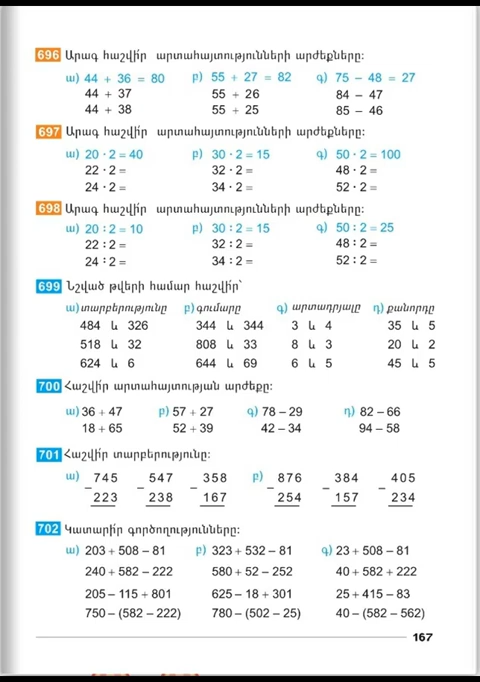 696 Արագ հաշվի՛ր արտահայտությունների արժեքները։
ա) 44 + 36 = 80 բ) 55 + 27 = 82 գ) 75 – 48 = 27
44 + 37 55 + 26 84 – 47
44 + 38 55 + 25 85 – 46
697 Արագ հաշվի՛ր արտահայտությունների արժեքները։
ա) 20 · 2 = 40 բ) 30 · 2 = 15 գ) 50 · 2 = 100
22 · 2 = 32 · 2 = 48 · 2 =
24 · 2 = 34 · 2 = 52 · 2 =
698 Արագ հաշվի՛ր արտահայտությունների արժեքները։
ա) 20 : 2 = 10 բ) 30 : 2 = 15 գ) 50 : 2 = 25
22 : 2 = 32 : 2 = 48 : 2 =
24 : 2 = 34 : 2 = 52 : 2 =
699 Նշված թվերի համար հաշվի՛ր՝
ա) տարբերությունը բ) գումարը գ) արտադրյալը դ) քանորդը
484 և 326 344 և 344 3 և 4 35 և 5
518 և 32 808 և 33 8 և 3 20 և 2
624 և 6 644 և 69 6 և 5 45 և 5
700 Հաշվի՛ր արտահայտության արժեքը։
ա) 36 + 47 բ) 57 + 27 գ) 78 – 29 դ) 82 – 66
18 + 65 52 + 39 42 – 34 94 – 58
701 Հաշվի՛ր տարբերությունը։
ա) 745 547 358 բ) 876 384 405
– – – – – –
223 238 167 254 157 234
702 Կատարի՛ր գործողությունները։
ա) 203 + 508 – 81 բ) 323 + 532 – 81 գ) 23 + 508 – 81
240 + 582 – 222 580 + 52 – 252 40 + 582 + 222
205 – 115 + 801 625 – 18 + 301 25 + 415 – 83
750 – (582 – 222) 780 – (502 – 25) 40 – (582 – 562)
167